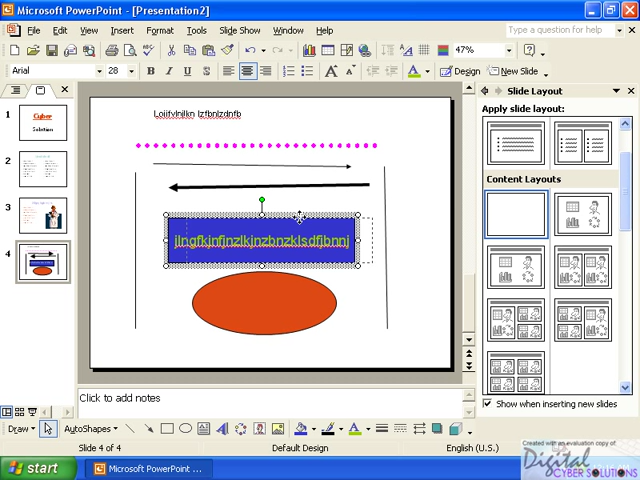 Microsoft PowerPoint - [Presentation2]
File Edit View Insert Format Tools Slide Show Window Help
Type a question for help
47%
Arial 28 B I U S Design New Slide
Slide Layout
Apply slide layout:
Content Layouts
Show when inserting new slides
1 Cyber
Solution
2
3
4
Loiifvlnilkn lzfbnlzdnfb
jlngfkjnfjnzlkjnzbnzklsdfjbnnj
Click to add notes
Draw AutoShapes
Slide 4 of 4 Default Design English (U.S.)
start Microsoft PowerPoint ...
Created with an evaluation copy of
Digital
CYBER SOLUTIONS